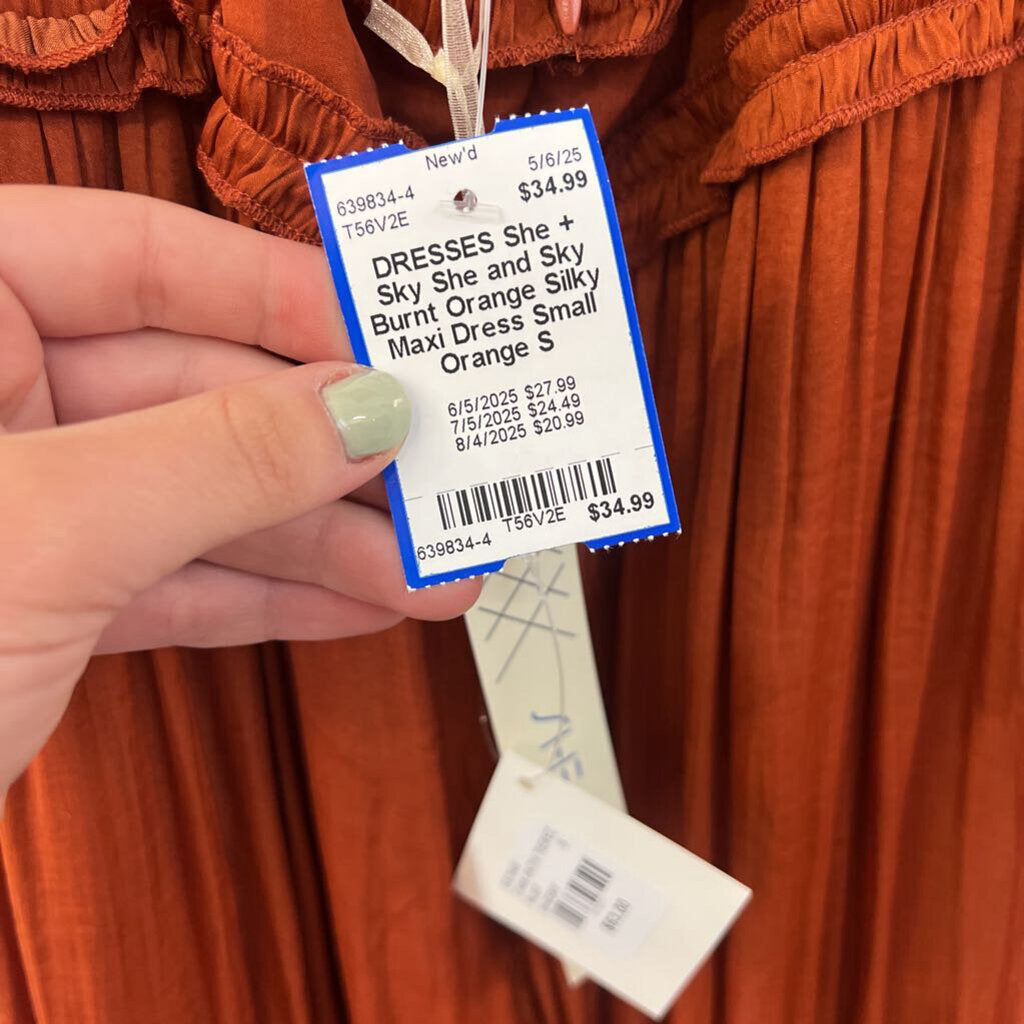 New'd
639834-4 5/6/25
T56V2E $34.99
DRESSES She +
Sky She and Sky
Burnt Orange Silky
Maxi Dress Small
Orange S
6/5/2025 $27.99
7/5/2025 $24.49
8/4/2025 $20.99
T56V2E $34.99
639834-4